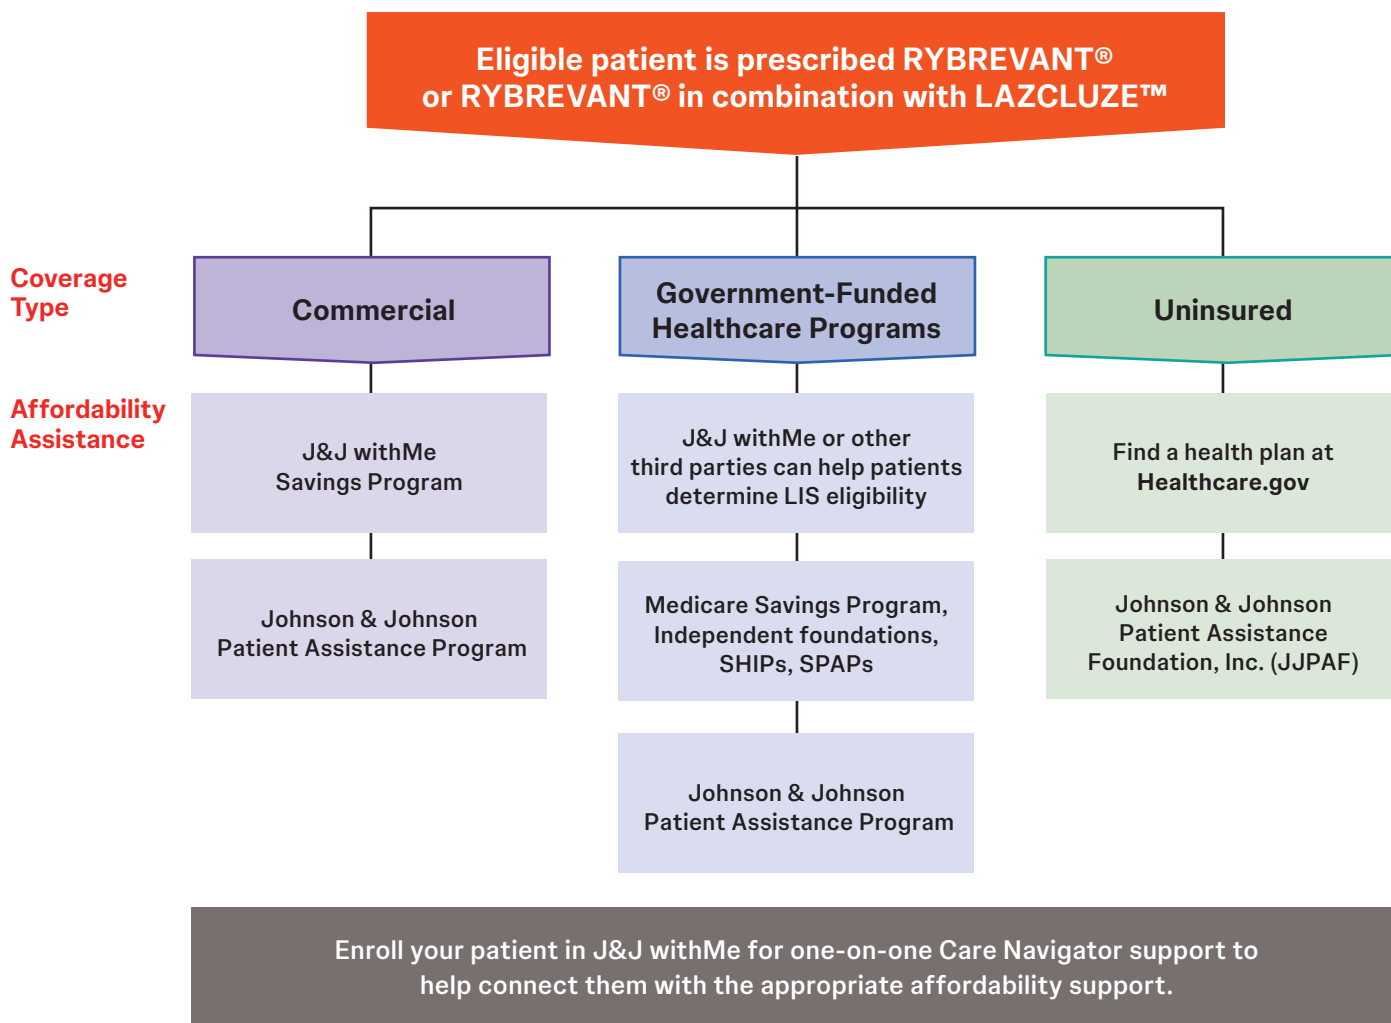 Eligible patient is prescribed RYBREVANT®
or RYBREVANT® in combination with LAZCLUZE™
Coverage
Type
Commercial
Government-Funded
Healthcare Programs
Uninsured
Affordability
Assistance
J&J withMe
Savings Program
J&J withMe or other
third parties can help patients
determine LIS eligibility
Find a health plan at
Healthcare.gov
Johnson & Johnson
Patient Assistance Program
Medicare Savings Program,
Independent foundations,
SHIPs, SPAPs
Johnson & Johnson
Patient Assistance
Foundation, Inc. (JJPAF)
Johnson & Johnson
Patient Assistance Program
Enroll your patient in J&J withMe for one-on-one Care Navigator support to
help connect them with the appropriate affordability support.